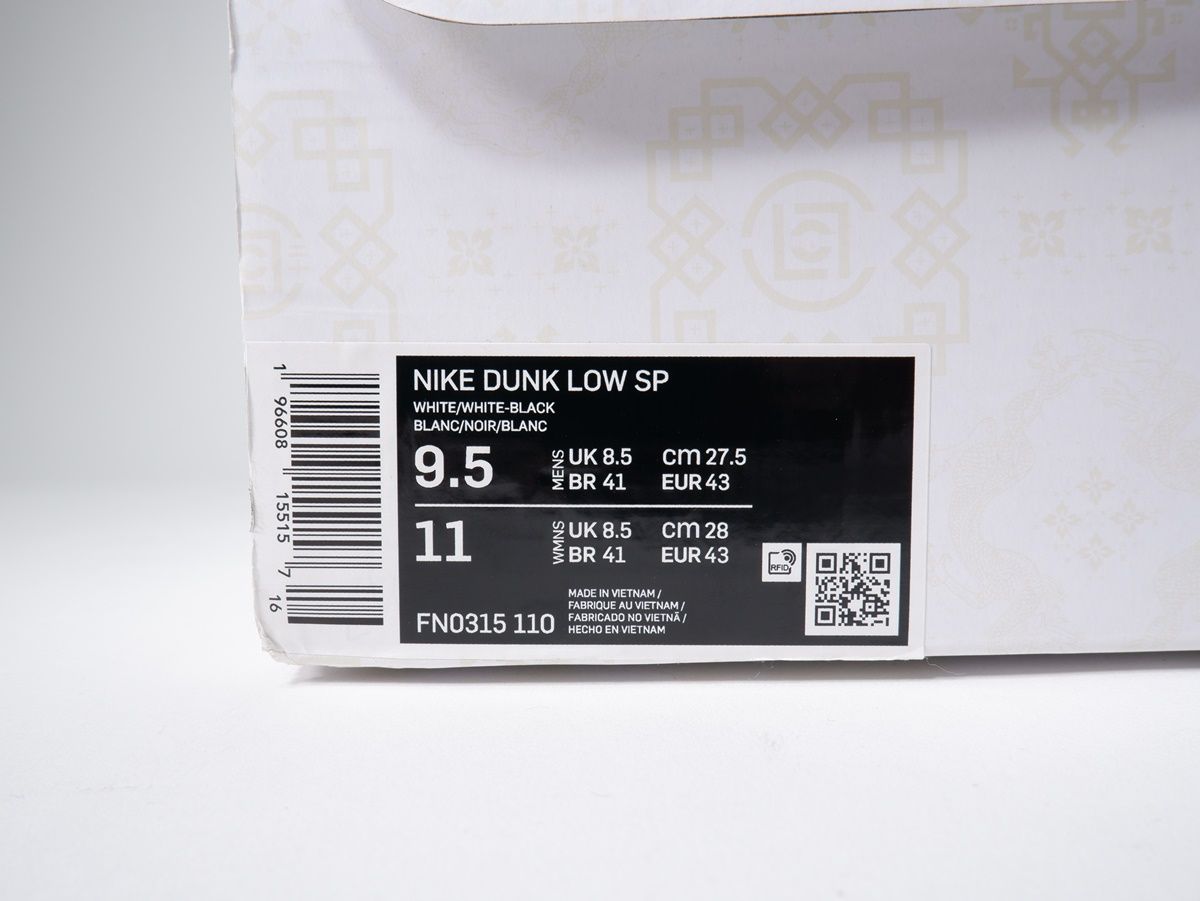 NIKE DUNK LOW SP
WHITE/WHITE-BLACK
BLANC/NOIR/BLANC
9.5 MENS UK 8.5 cm 27.5
BR 41 EUR 43
11 WMNS UK 8.5 cm 28
BR 41 EUR 43
RFID
FN0315 110
MADE IN VIETNAM /
FABRIQUE AU VIETNAM /
FABRICADO NO VIETNÃ /
HECHO EN VIETNAM
1 96608 15515 7 16